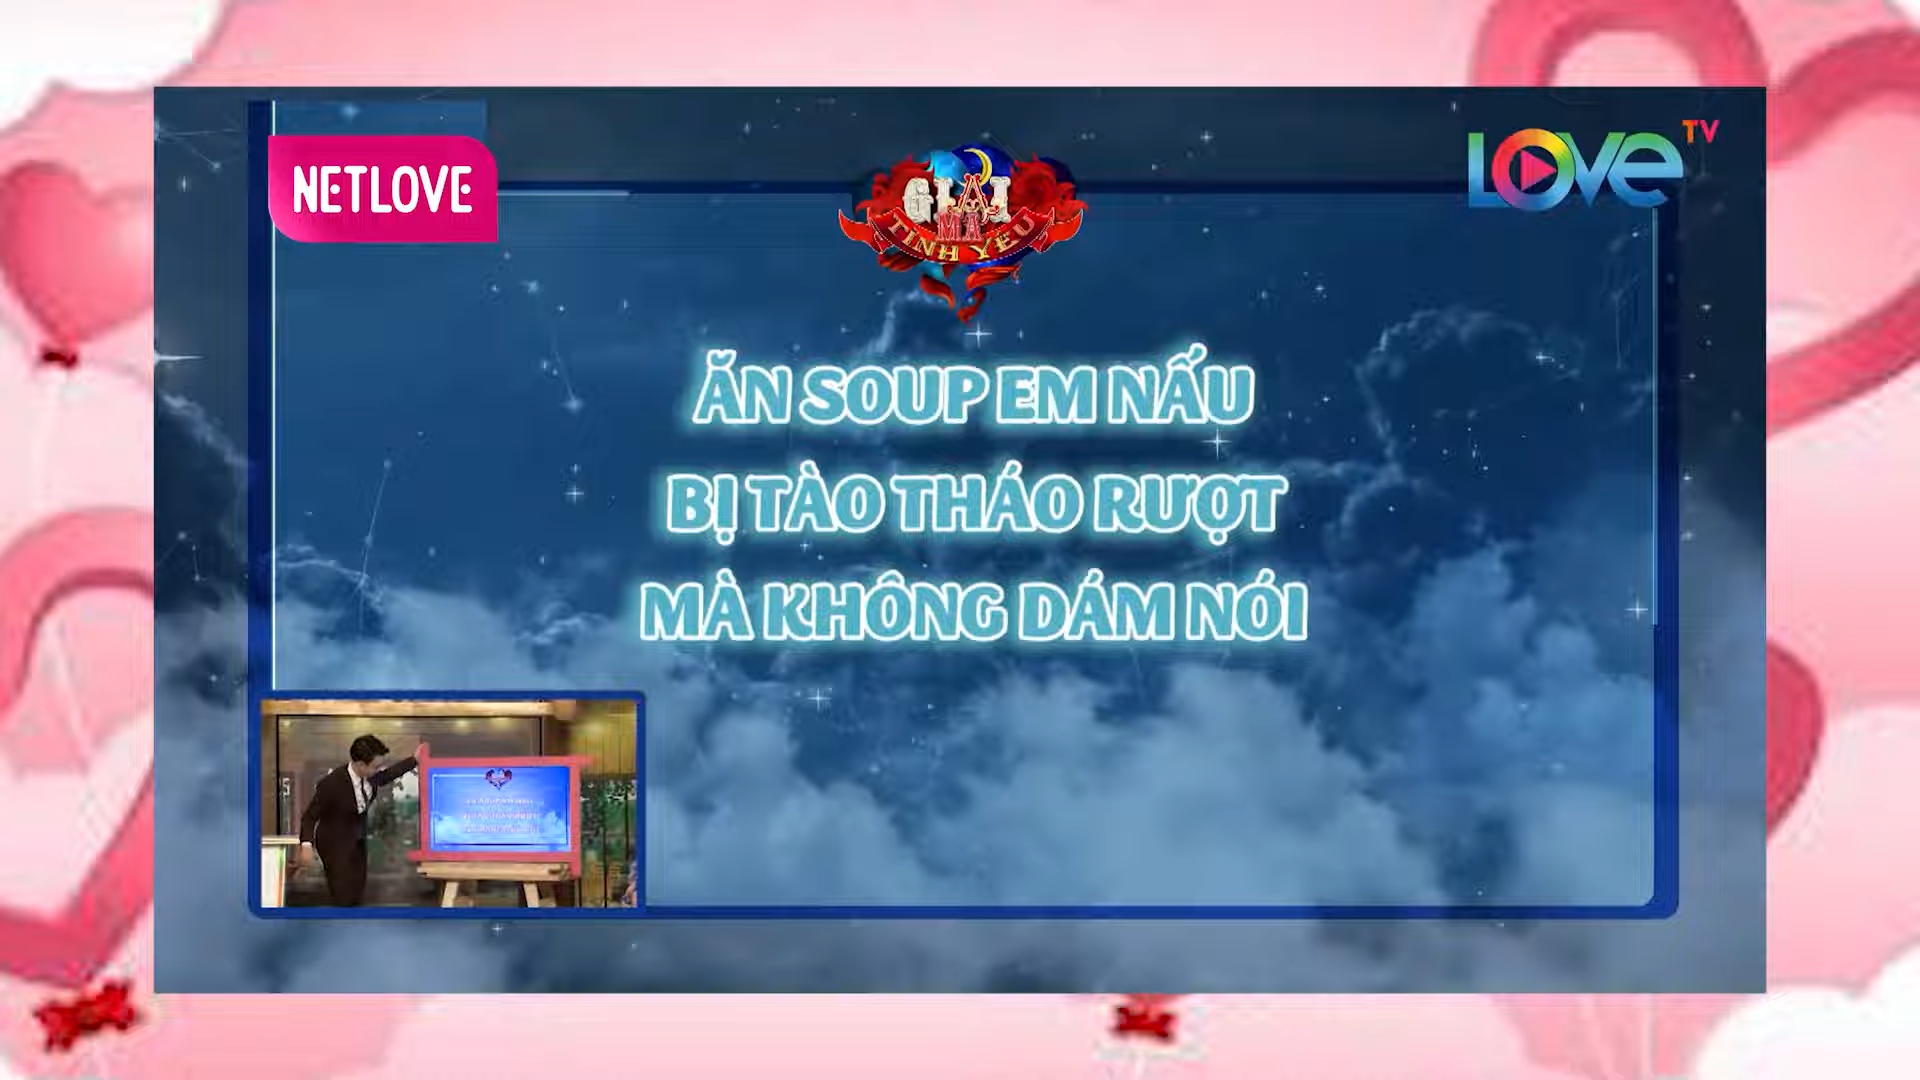 NETLOVE
LOVE TV
GIẢI
MÃ
TÌNH YÊU
ĂN SOUP EM NẤU
BỊ TÀO THÁO RƯỢT
MÀ KHÔNG DÁM NÓI